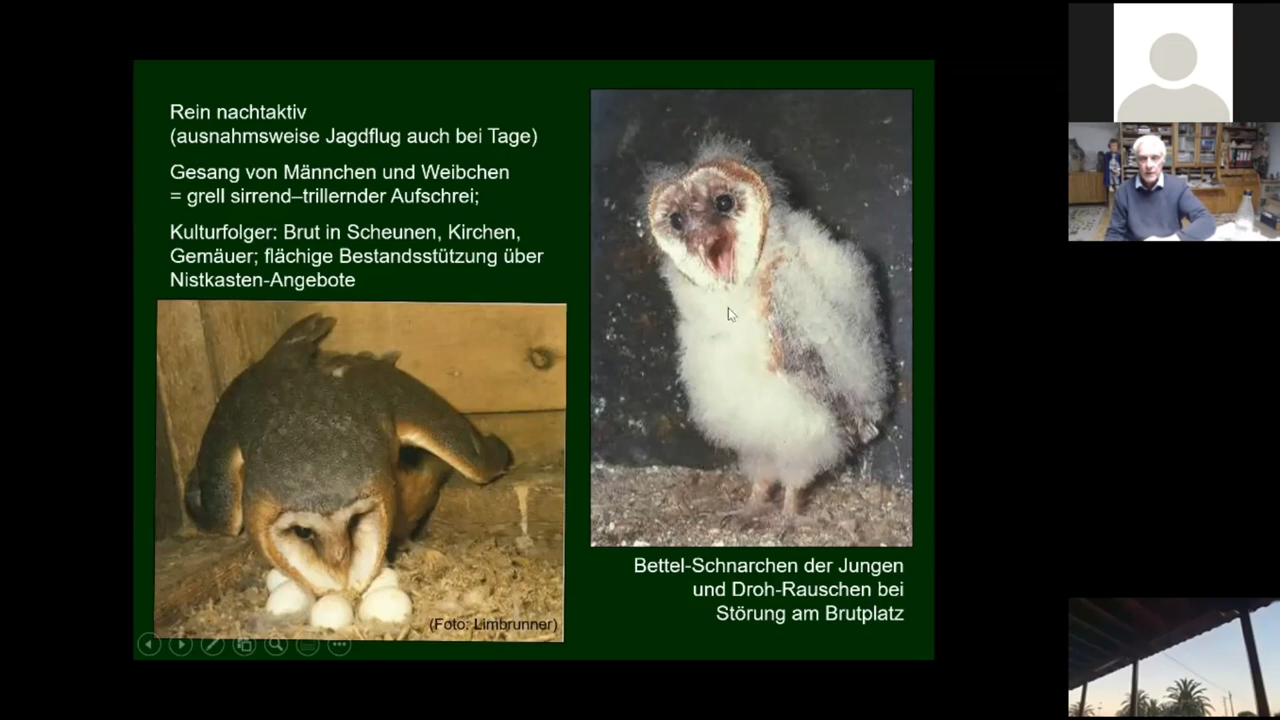 Rein nachtaktiv
(ausnahmsweise Jagdflug auch bei Tage)
Gesang von Männchen und Weibchen
= grell sirrend–trillernder Aufschrei;
Kulturfolger: Brut in Scheunen, Kirchen,
Gemäuer; flächige Bestandsstützung über
Nistkasten-Angebote
(Foto: Limbrunner)
Bettel-Schnarchen der Jungen
und Droh-Rauschen bei
Störung am Brutplatz